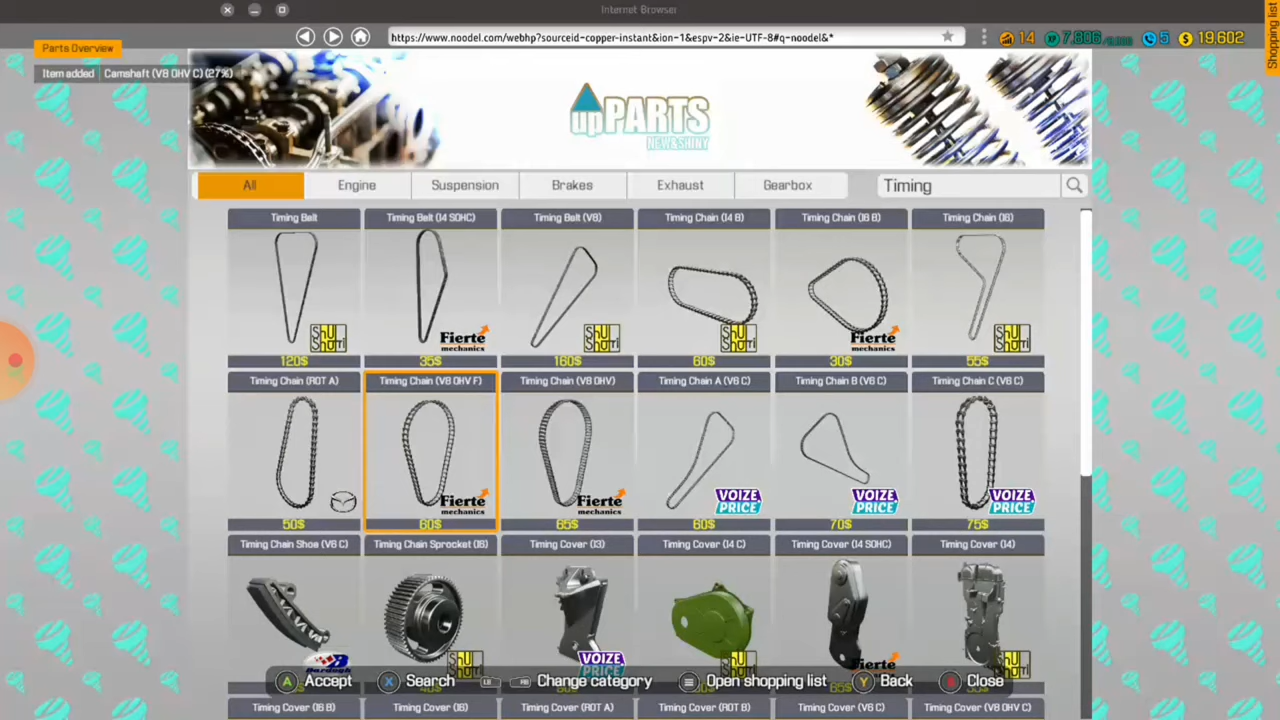 Internet Browser
https://www.noodel.com/webhp?sourceid-copper-instant&ion-1&espv-2&ie-UTF-8#q-noodel&*
14
5
19,602
Shopping list
Parts Overview
Item added
Camshaft (V8 OHV C) (27%)
upPARTS
NEW&SHINY
All
Engine
Suspension
Brakes
Exhaust
Gearbox
Timing
Timing Belt
Timing Belt (I4 SOHC)
Timing Belt (V8)
Timing Chain (I4 B)
Timing Chain (I6 B)
Timing Chain (I6)
Fierte mechanics
Fierte mechanics
120$
35$
160$
60$
30$
55$
Timing Chain (ROT A)
Timing Chain (V8 OHV F)
Timing Chain (V8 OHV)
Timing Chain A (V6 C)
Timing Chain B (V6 C)
Timing Chain C (V6 C)
Fierte mechanics
Fierte mechanics
VOIZE PRICE
VOIZE PRICE
VOIZE PRICE
50$
60$
65$
60$
70$
75$
Timing Chain Shoe (V6 C)
Timing Chain Sprocket (I6)
Timing Cover (I3)
Timing Cover (I4 C)
Timing Cover (I4 SOHC)
Timing Cover (I4)
VOIZE PRICE
Fierte
A Accept
X Search
LB RB Change category
Open shopping list
Y Back
B Close
Timing Cover (I6 B)
Timing Cover (I6)
Timing Cover (ROT A)
Timing Cover (ROT B)
Timing Cover (V6 C)
Timing Cover (V8 OHV C)